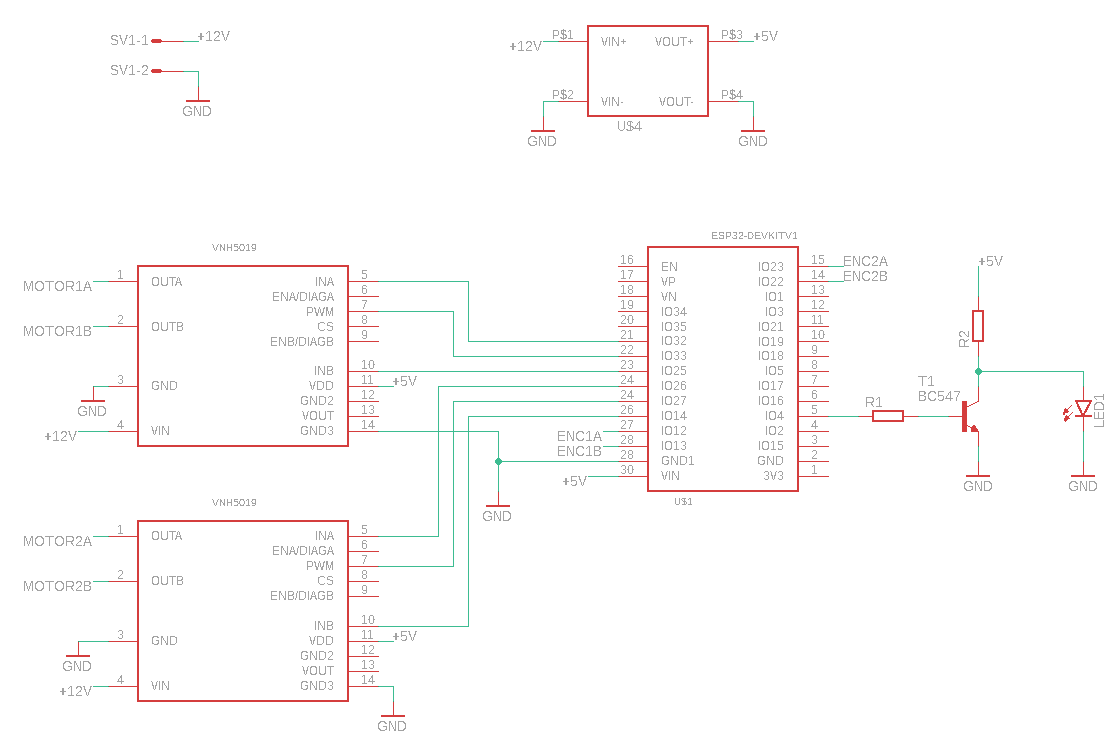 SV1-1 +12V
SV1-2
GND
P$1 VIN+ VOUT+ P$3 +5V
+12V
P$2 VIN- VOUT- P$4
GND U$4 GND
VNH5019
MOTOR1A 1 OUTA INA 5
ENA/DIAGA 6
PWM 7
MOTOR1B 2 OUTB CS 8
ENB/DIAGB 9
INB 10
3 GND VDD 11 +5V
GND GND2 12
VOUT 13
+12V 4 VIN GND3 14
GND
ESP32-DEVKITV1
16 EN IO23 15 ENC2A
17 VP IO22 14 ENC2B
18 VN IO1 13
19 IO34 IO3 12
20 IO35 IO21 11
21 IO32 IO19 10
22 IO33 IO18 9
23 IO25 IO5 8
24 IO26 IO17 7
24 IO27 IO16 6
26 IO14 IO4 5
ENC1A 27 IO12 IO2 4
ENC1B 28 IO13 IO15 3
28 GND1 GND 2
+5V 30 VIN 3V3 1
U$1
+5V
R2
R1
T1
BC547
LED1
GND
GND
VNH5019
MOTOR2A 1 OUTA INA 5
ENA/DIAGA 6
PWM 7
MOTOR2B 2 OUTB CS 8
ENB/DIAGB 9
INB 10
3 GND VDD 11 +5V
GND GND2 12
VOUT 13
+12V 4 VIN GND3 14
GND